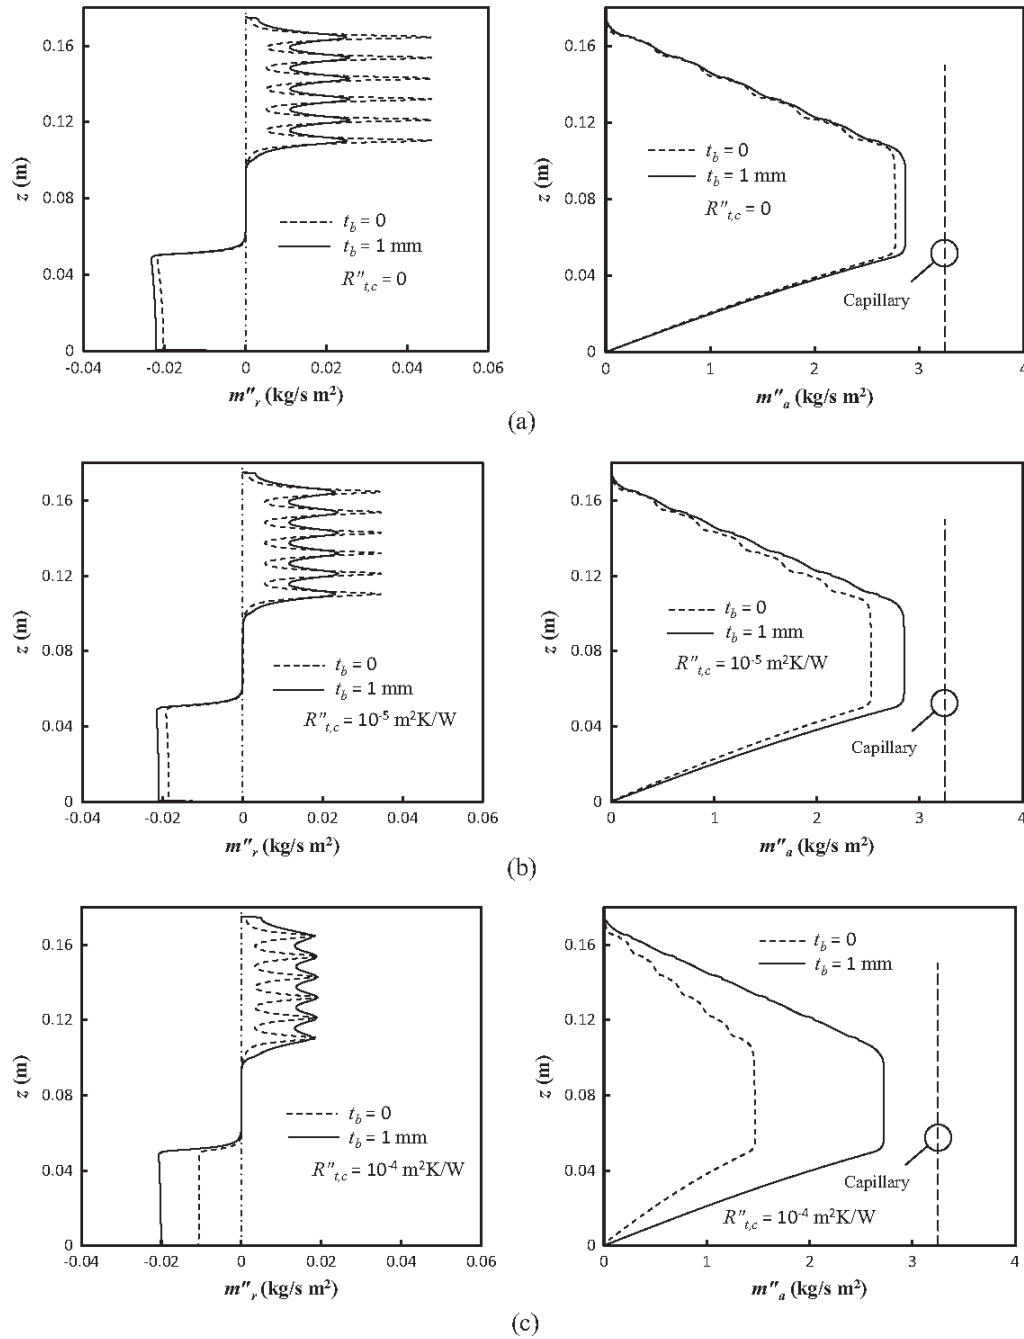 0.16
0.12
0.08
0.04
0
z (m)
t_b = 0
t_b = 1 mm
R"_t,c = 0
-0.04 -0.02 0 0.02 0.04 0.06
m"_r (kg/s m²)
0.16
0.12
0.08
0.04
0
z (m)
t_b = 0
t_b = 1 mm
R"_t,c = 0
Capillary
0 1 2 3 4
m"_a (kg/s m²)
(a)
0.16
0.12
0.08
0.04
0
z (m)
t_b = 0
t_b = 1 mm
R"_t,c = 10⁻⁵ m²K/W
-0.04 -0.02 0 0.02 0.04 0.06
m"_r (kg/s m²)
0.16
0.12
0.08
0.04
0
z (m)
t_b = 0
t_b = 1 mm
R"_t,c = 10⁻⁵ m²K/W
Capillary
0 1 2 3 4
m"_a (kg/s m²)
(b)
0.16
0.12
0.08
0.04
0
z (m)
t_b = 0
t_b = 1 mm
R"_t,c = 10⁻⁴ m²K/W
-0.04 -0.02 0 0.02 0.04 0.06
m"_r (kg/s m²)
0.16
0.12
0.08
0.04
0
z (m)
t_b = 0
t_b = 1 mm
Capillary
R"_t,c = 10⁻⁴ m²K/W
0 1 2 3 4
m"_a (kg/s m²)
(c)